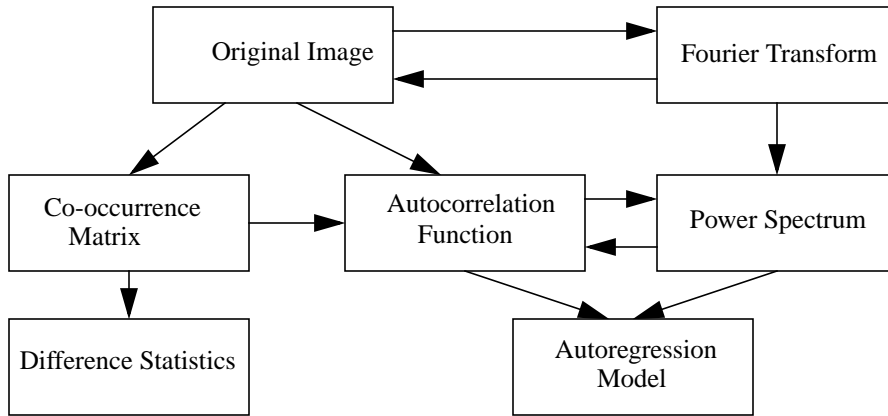 Original Image
Fourier Transform
Co-occurrence
Matrix
Autocorrelation
Function
Power Spectrum
Difference Statistics
Autoregression
Model